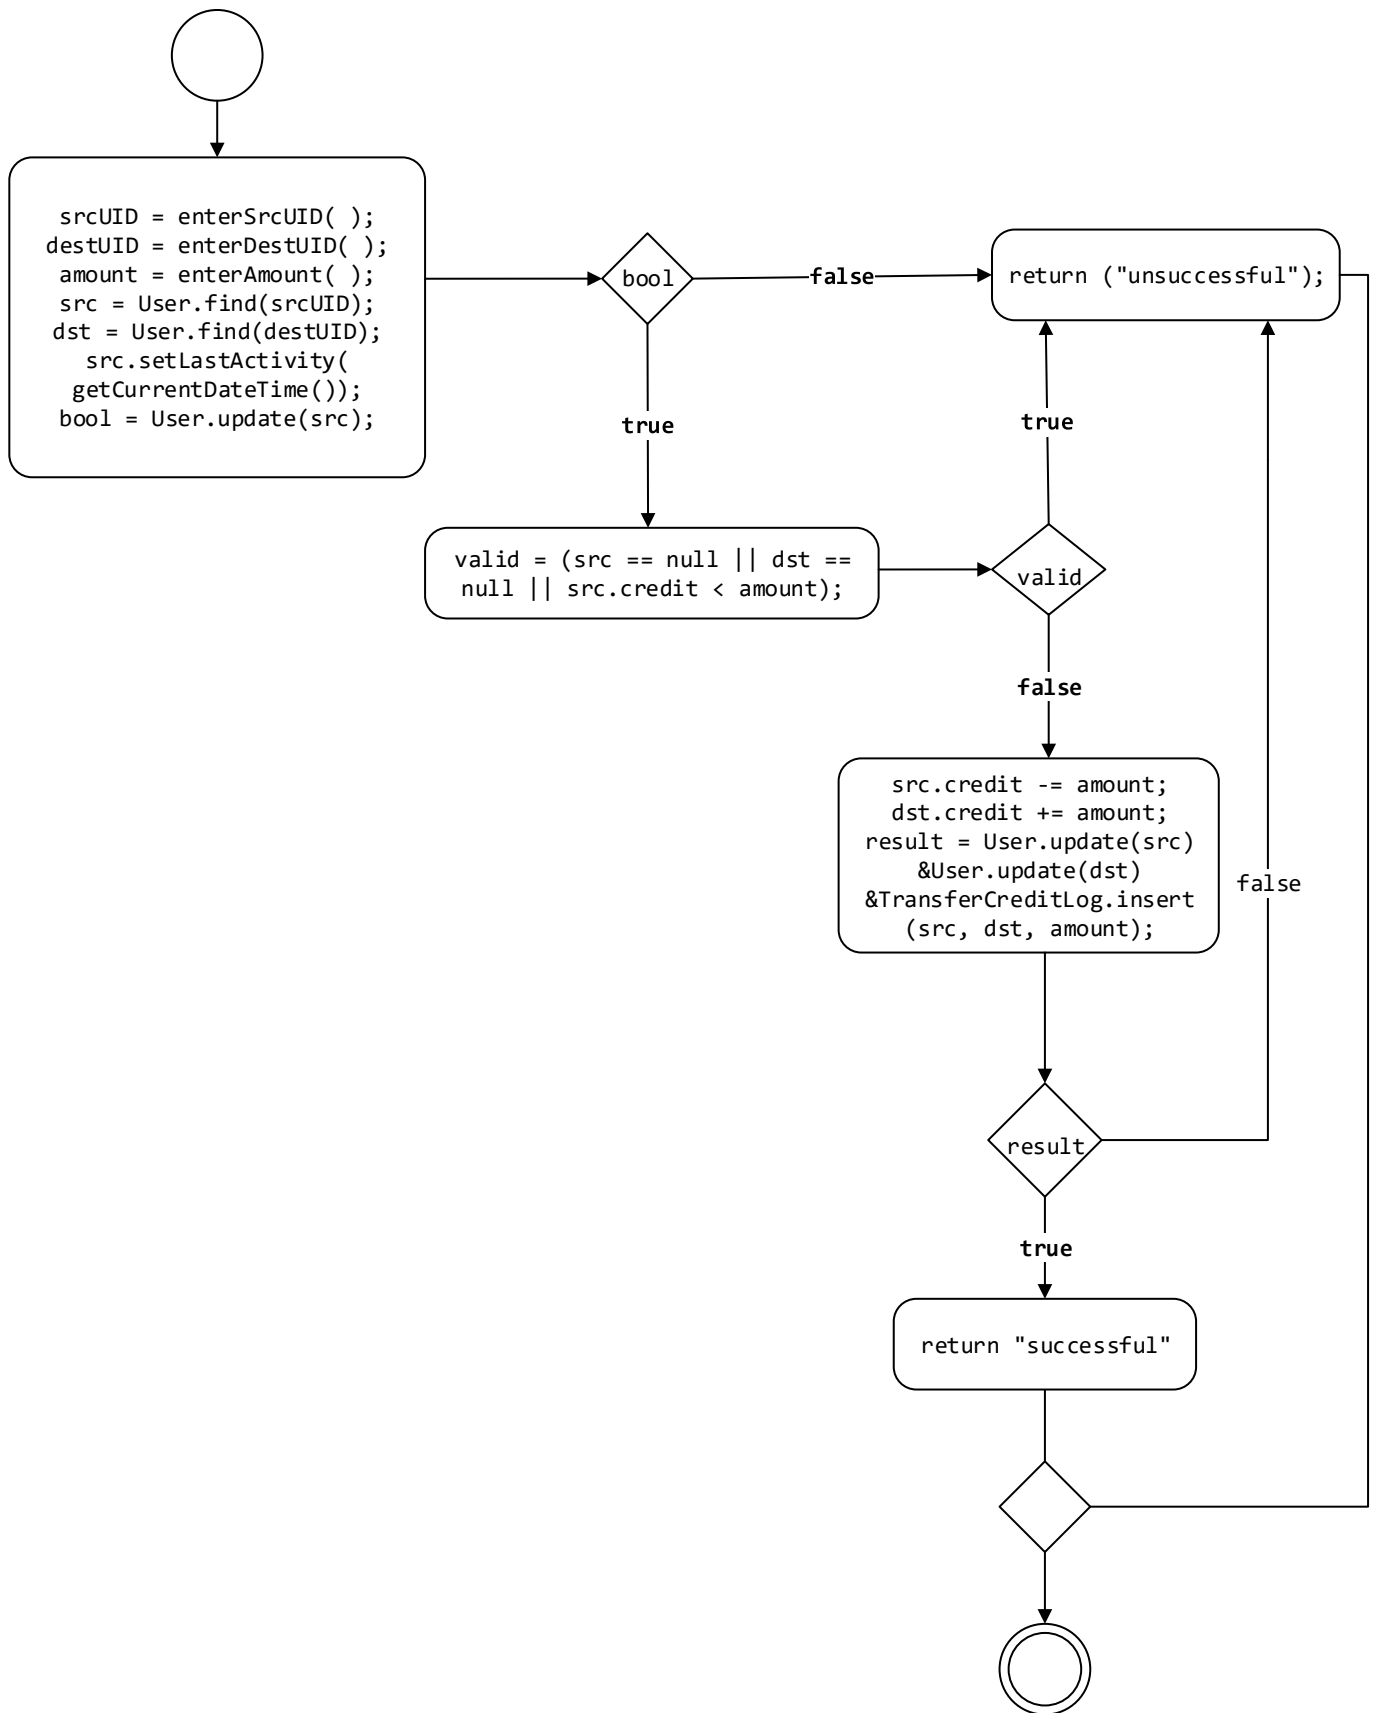 srcUID = enterSrcUID( );
destUID = enterDestUID( );
amount = enterAmount( );
src = User.find(srcUID);
dst = User.find(destUID);
src.setLastActivity(
getCurrentDateTime());
bool = User.update(src);
bool
false
return ("unsuccessful");
true
true
valid = (src == null || dst ==
null || src.credit < amount);
valid
false
src.credit -= amount;
dst.credit += amount;
result = User.update(src)
&User.update(dst)
&TransferCreditLog.insert
(src, dst, amount);
false
result
true
return "successful"